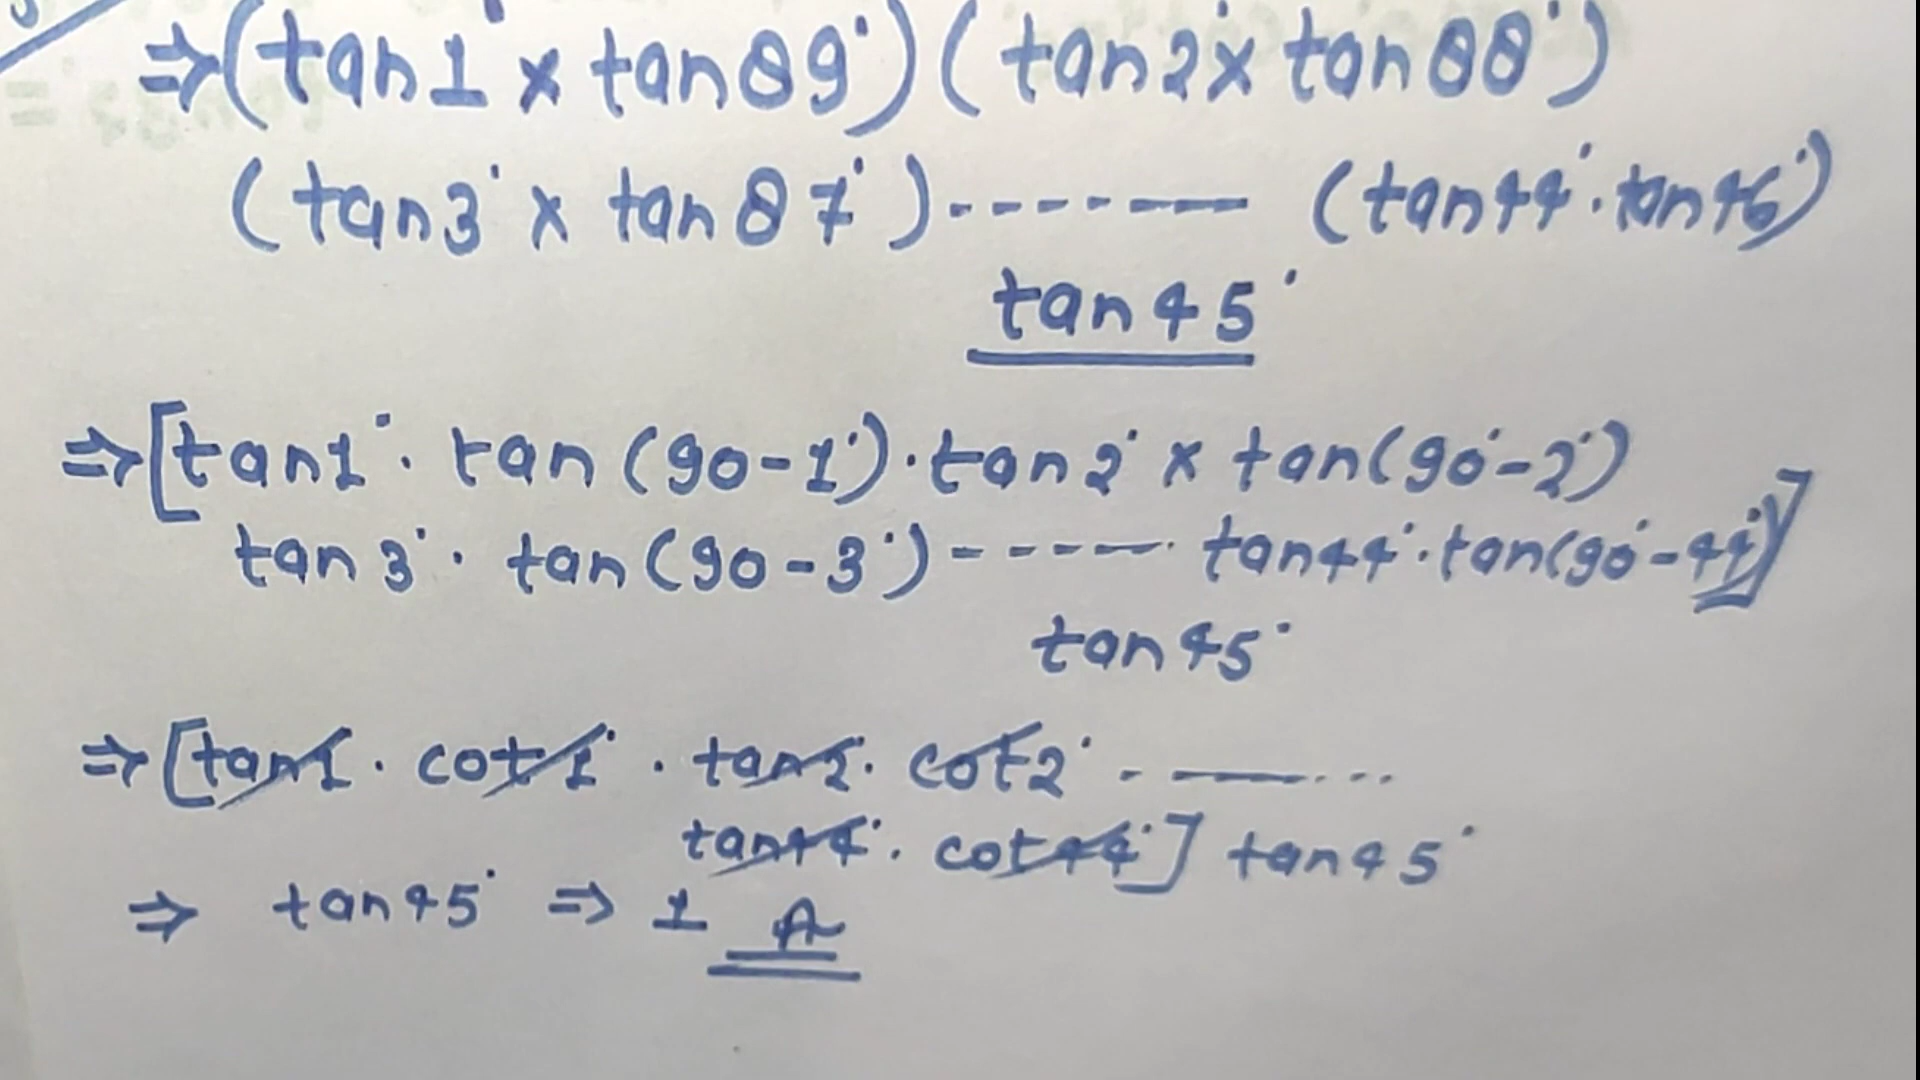 ⇒(tan1° × tan89°)(tan2° × tan88°)
(tan3° × tan87°)------- (tan44°.tan46°)
tan45°
⇒[tan1°. tan(90-1°).tan2° × tan(90°-2°)
tan3°. tan(90-3°)------ tan44°.tan(90°-44°)]
tan45°
⇒[tan1. cot1°. tan2. cot2°. ------...
tan44°. cot44°] tan45°
⇒ tan45° ⇒ 1 A